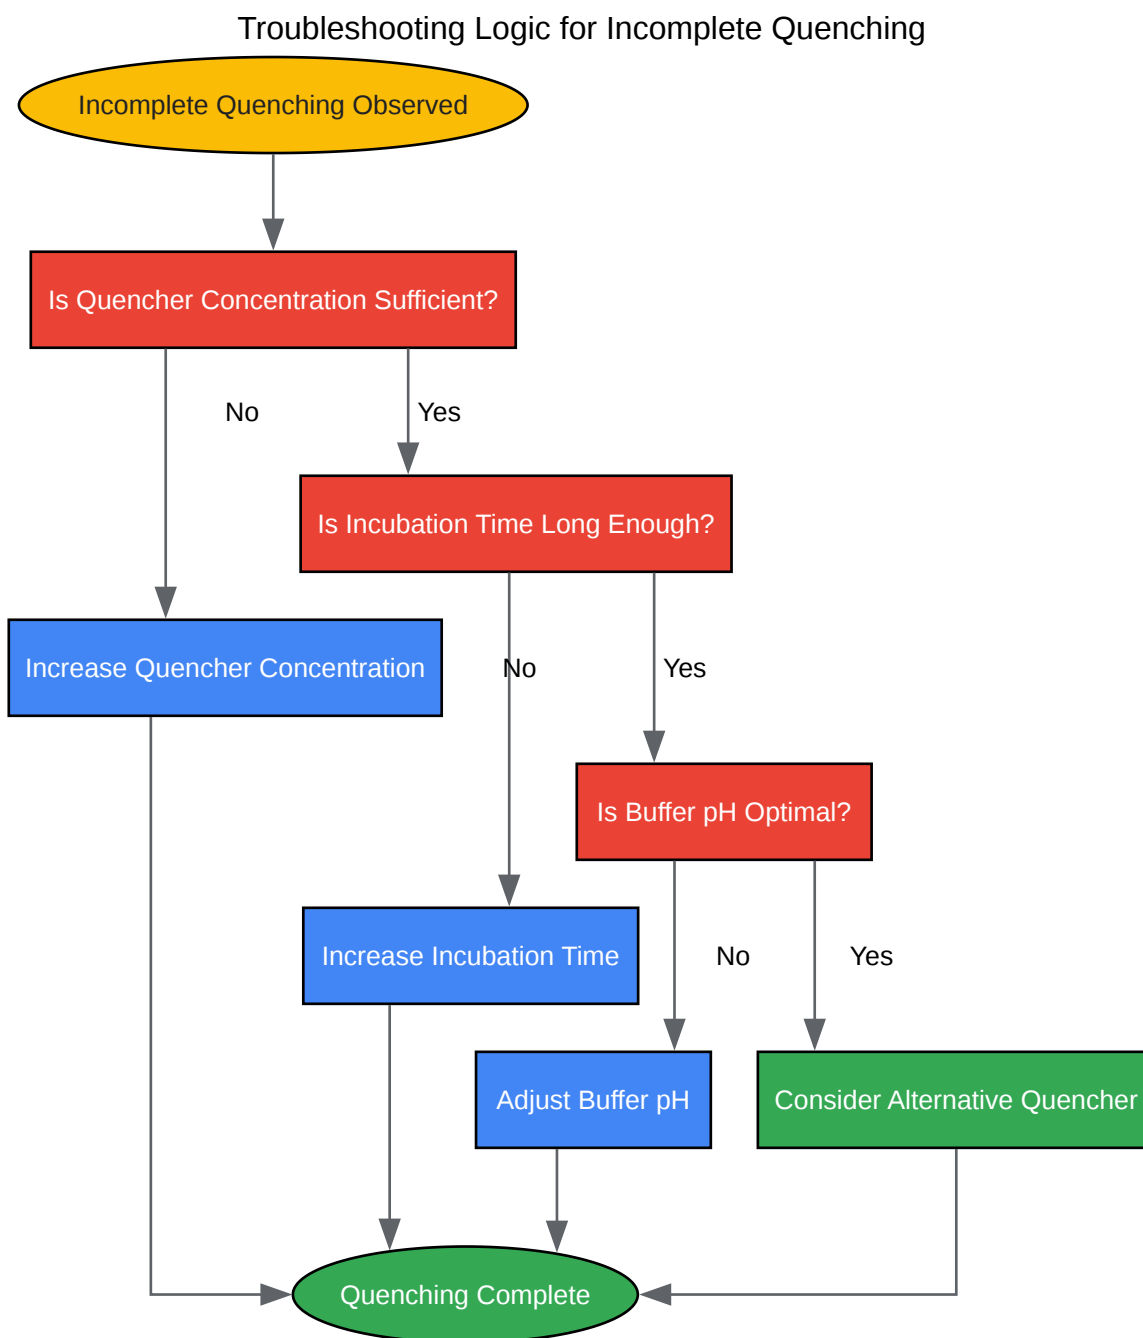 Troubleshooting Logic for Incomplete Quenching
Incomplete Quenching Observed
Is Quencher Concentration Sufficient?
No
Yes
Is Incubation Time Long Enough?
Increase Quencher Concentration
No
Yes
Is Buffer pH Optimal?
Increase Incubation Time
No
Yes
Adjust Buffer pH
Consider Alternative Quencher
Quenching Complete